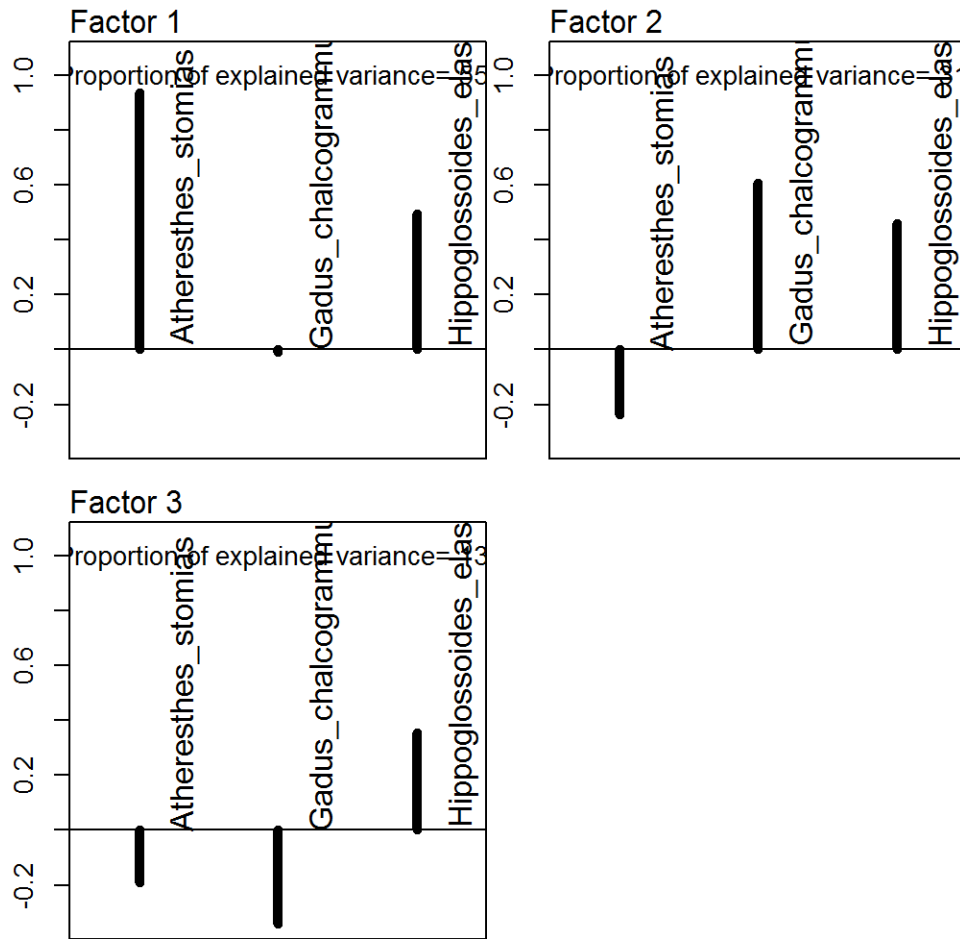 Factor 1
Proportion of explained variance=
1.0
0.6
0.2
-0.2
Atheresthes_stomias
Gadus_chalcogrammu
Hippoglossoides_elas
Factor 2
Proportion of explained variance=
1.0
0.6
0.2
-0.2
Atheresthes_stomias
Gadus_chalcogramm
Hippoglossoides_elas
Factor 3
Proportion of explained variance=
1.0
0.6
0.2
-0.2
Atheresthes_stomias
Gadus_chalcogrammu
Hippoglossoides_elas